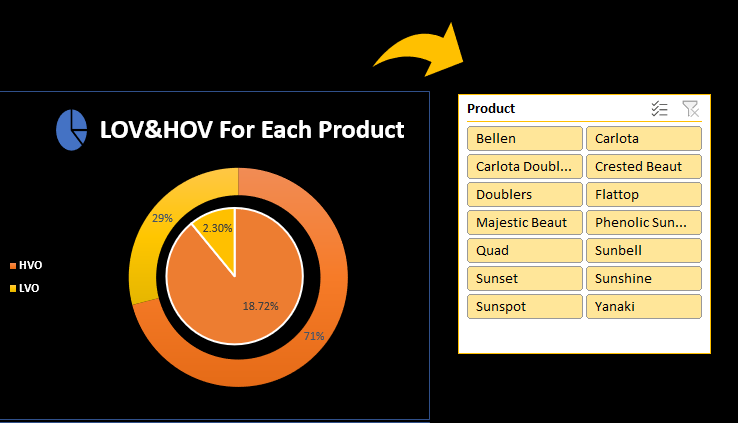 LOV&HOV For Each Product
29%
2.30%
HVO
LVO
18.72%
71%
Product
Bellen Carlota
Carlota Doubl... Crested Beaut
Doublers Flattop
Majestic Beaut Phenolic Sun...
Quad Sunbell
Sunset Sunshine
Sunspot Yanaki